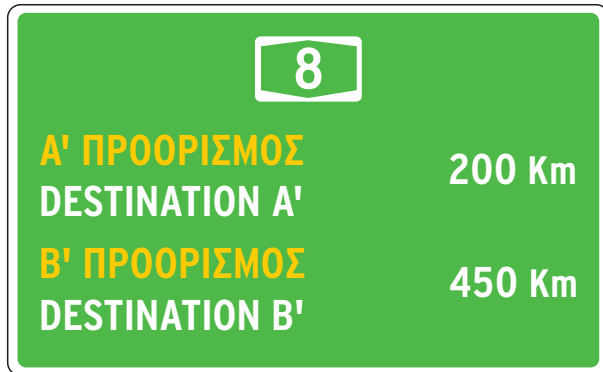 8
Α' ΠΡΟΟΡΙΣΜΟΣ
DESTINATION A'
200 Km
Β' ΠΡΟΟΡΙΣΜΟΣ
DESTINATION B'
450 Km